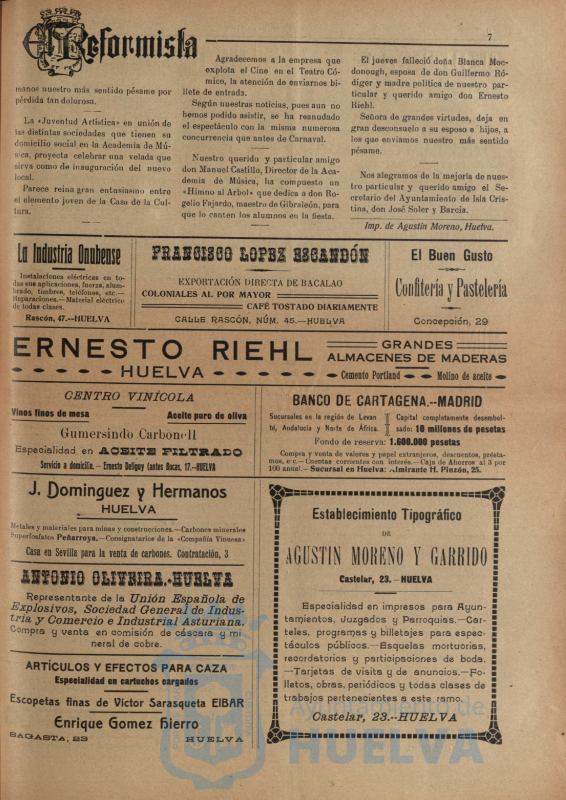 El Reformista
7
manos nuestro más sentido pésame por
pérdida tan dolorosa.
La «Juventud Artística» en unión de
las distintas sociedades que tienen su
domicilio social en la Academia de Mú-
sica, proyecta celebrar una velada que
sirva como de inauguración del nuevo
local.
Parece reina gran entusiasmo entre
el elemento joven de la Casa de la Cul-
tura.
Agradecemos a la empresa que
explota el Cine en el Teatro Có-
mico, la atención de enviarnos bi-
llete de entrada.
Según nuestras noticias, pues aun no
hemos podido asistir, se ha reanudado
el espectáculo con la misma numerosa
concurrencia que antes de Carnaval.
Nuestro querido y particular amigo
don Manuel Castillo, Director de la Aca-
demia de Música, ha compuesto un
«Himno al Arbol» que dedica a don Ro-
gelio Fajardo, maestro de Gibraleón, para
que lo canten los alumnos en la fiesta.
El jueves falleció doña Blanca Moc-
donough, esposa de don Guillermo Ró-
diger y madre política de nuestro par-
ticular y querido amigo don Ernesto
Riehl.
Señora de grandes virtudes, deja en
gran desconsuelo a su esposo e hijos, a
los que enviamos nuestro más sentido
pésame.
Nos alegramos de la mejoría de nues-
tro particular y querido amigo el Se-
cretario del Ayuntamiento de Isla Cris-
tina, don José Soler y Barcia.
Imp. de Agustín Moreno, Huelva.
La Industria Onubense
Instalaciones eléctricas en to-
das sus aplicaciones, fuerza, alum-
brado, timbres, teléfonos, etc.—
Reparaciones.—Material eléctrico
de todas clases.
Rascón, 47.--HUELVA
FRANCISCO LOPEZ ESCANDÓN
EXPORTACIÓN DIRECTA DE BACALAO
COLONIALES AL POR MAYOR
CAFÉ TOSTADO DIARIAMENTE
CALLE RASCÓN, NÚM. 45.—HUELVA
El Buen Gusto
Confitería y Pastelería
Concepción, 29
ERNESTO RIEHL
HUELVA
GRANDES
ALMACENES DE MADERAS
Cemento Portland
Molino de aceite
CENTRO VINÍCOLA
Vinos finos de mesa
Aceite puro de oliva
Gumersindo Carbonell
Especialidad en ACEITE FILTRADO
Servicio a domicilio. - Ernesto Deligny (antes Bocas, 17.-HUELVA
BANCO DE CARTAGENA.--MADRID
Sucursales en la región de Levan
te, Andalucía y Norte de África.
Capital completamente desembol-
sado: 10 millones de pesetas
Fondo de reserva: 1.600.000 pesetas
Compra y venta de valores y papel extranjeros, descuentos, présta-
mos, etc.—Cuentas corrientes con interés.—Caja de Ahorros al 3 por
100 anual.—Sucursal en Huelva: Almirante H. Pinzón, 25.
J. Dominguez y Hermanos
HUELVA
Metales y materiales para minas y construcciones.—Carbones minerales
Superfosfatos Peñarroya.—Consignatarios de la «Compañía Vinuesa»
Casa en Sevilla para la venta de carbones. Contratación, 3
ANTONIO OLIVEIRA.-HUELVA
Representante de la Unión Española de
Explosivos, Sociedad General de Indus-
tria y Comercio e Industrial Asturiana.
Compra y venta en comisión de cáscara y mi
neral de cobre.
ARTÍCULOS Y EFECTOS PARA CAZA
Especialidad en cartuchos cargados
Escopetas finas de Víctor Sarasqueta EIBAR
Enrique Gomez hierro
SAGASTA, 23 HUELVA
Establecimiento Tipográfico
DE
AGUSTIN MORENO Y GARRIDO
Castelar, 23.-HUELVA
Especialidad en impresos para Ayun-
tamientos, Juzgados y Parroquias.—Car-
teles, programas y billetajes para espec-
táculos públicos.—Esquelas mortuorias,
recordatorios y participaciones de boda.
—Tarjetas de visita y de anuncios.—Fo-
lletos, obras, periódicos y todas clases de
trabajos pertenecientes a este ramo.
Castelar, 23.-HUELVA
Ayuntamiento de
HUELVA